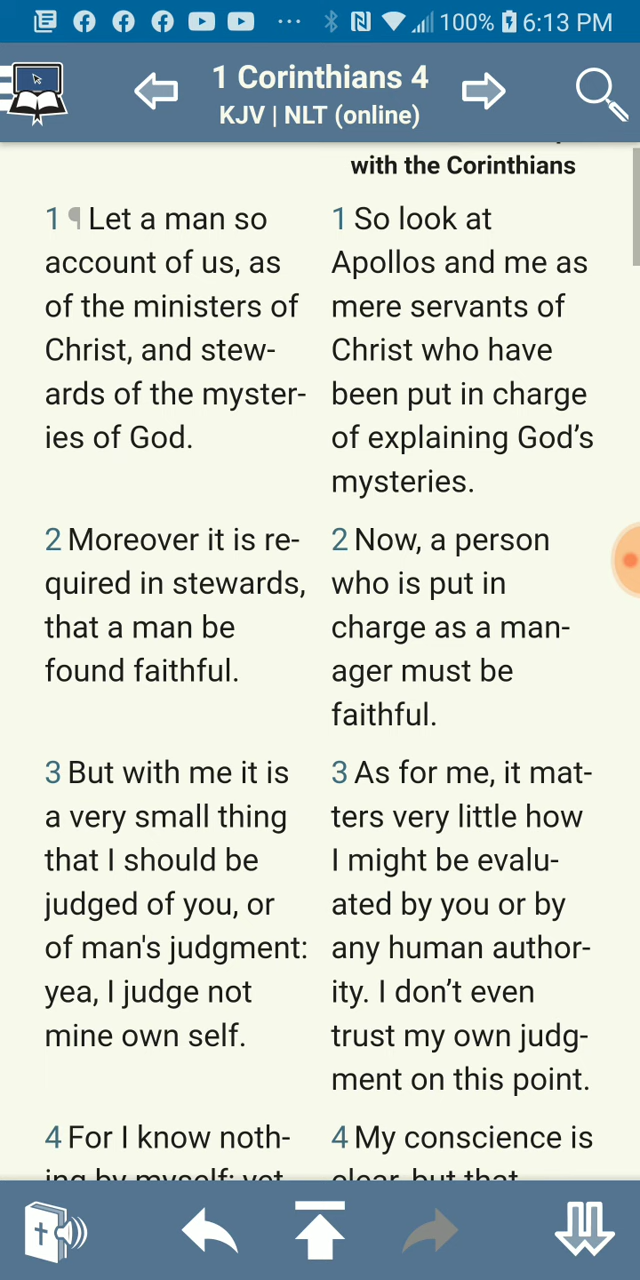 100% 6:13 PM
1 Corinthians 4
KJV | NLT (online)
with the Corinthians
1 ¶ Let a man so
account of us, as
of the ministers of
Christ, and stew-
ards of the myster-
ies of God.
2 Moreover it is re-
quired in stewards,
that a man be
found faithful.
3 But with me it is
a very small thing
that I should be
judged of you, or
of man's judgment:
yea, I judge not
mine own self.
4 For I know noth-
ing by myself; yet
1 So look at
Apollos and me as
mere servants of
Christ who have
been put in charge
of explaining God’s
mysteries.
2 Now, a person
who is put in
charge as a man-
ager must be
faithful.
3 As for me, it mat-
ters very little how
I might be evalu-
ated by you or by
any human author-
ity. I don’t even
trust my own judg-
ment on this point.
4 My conscience is
clear, but that